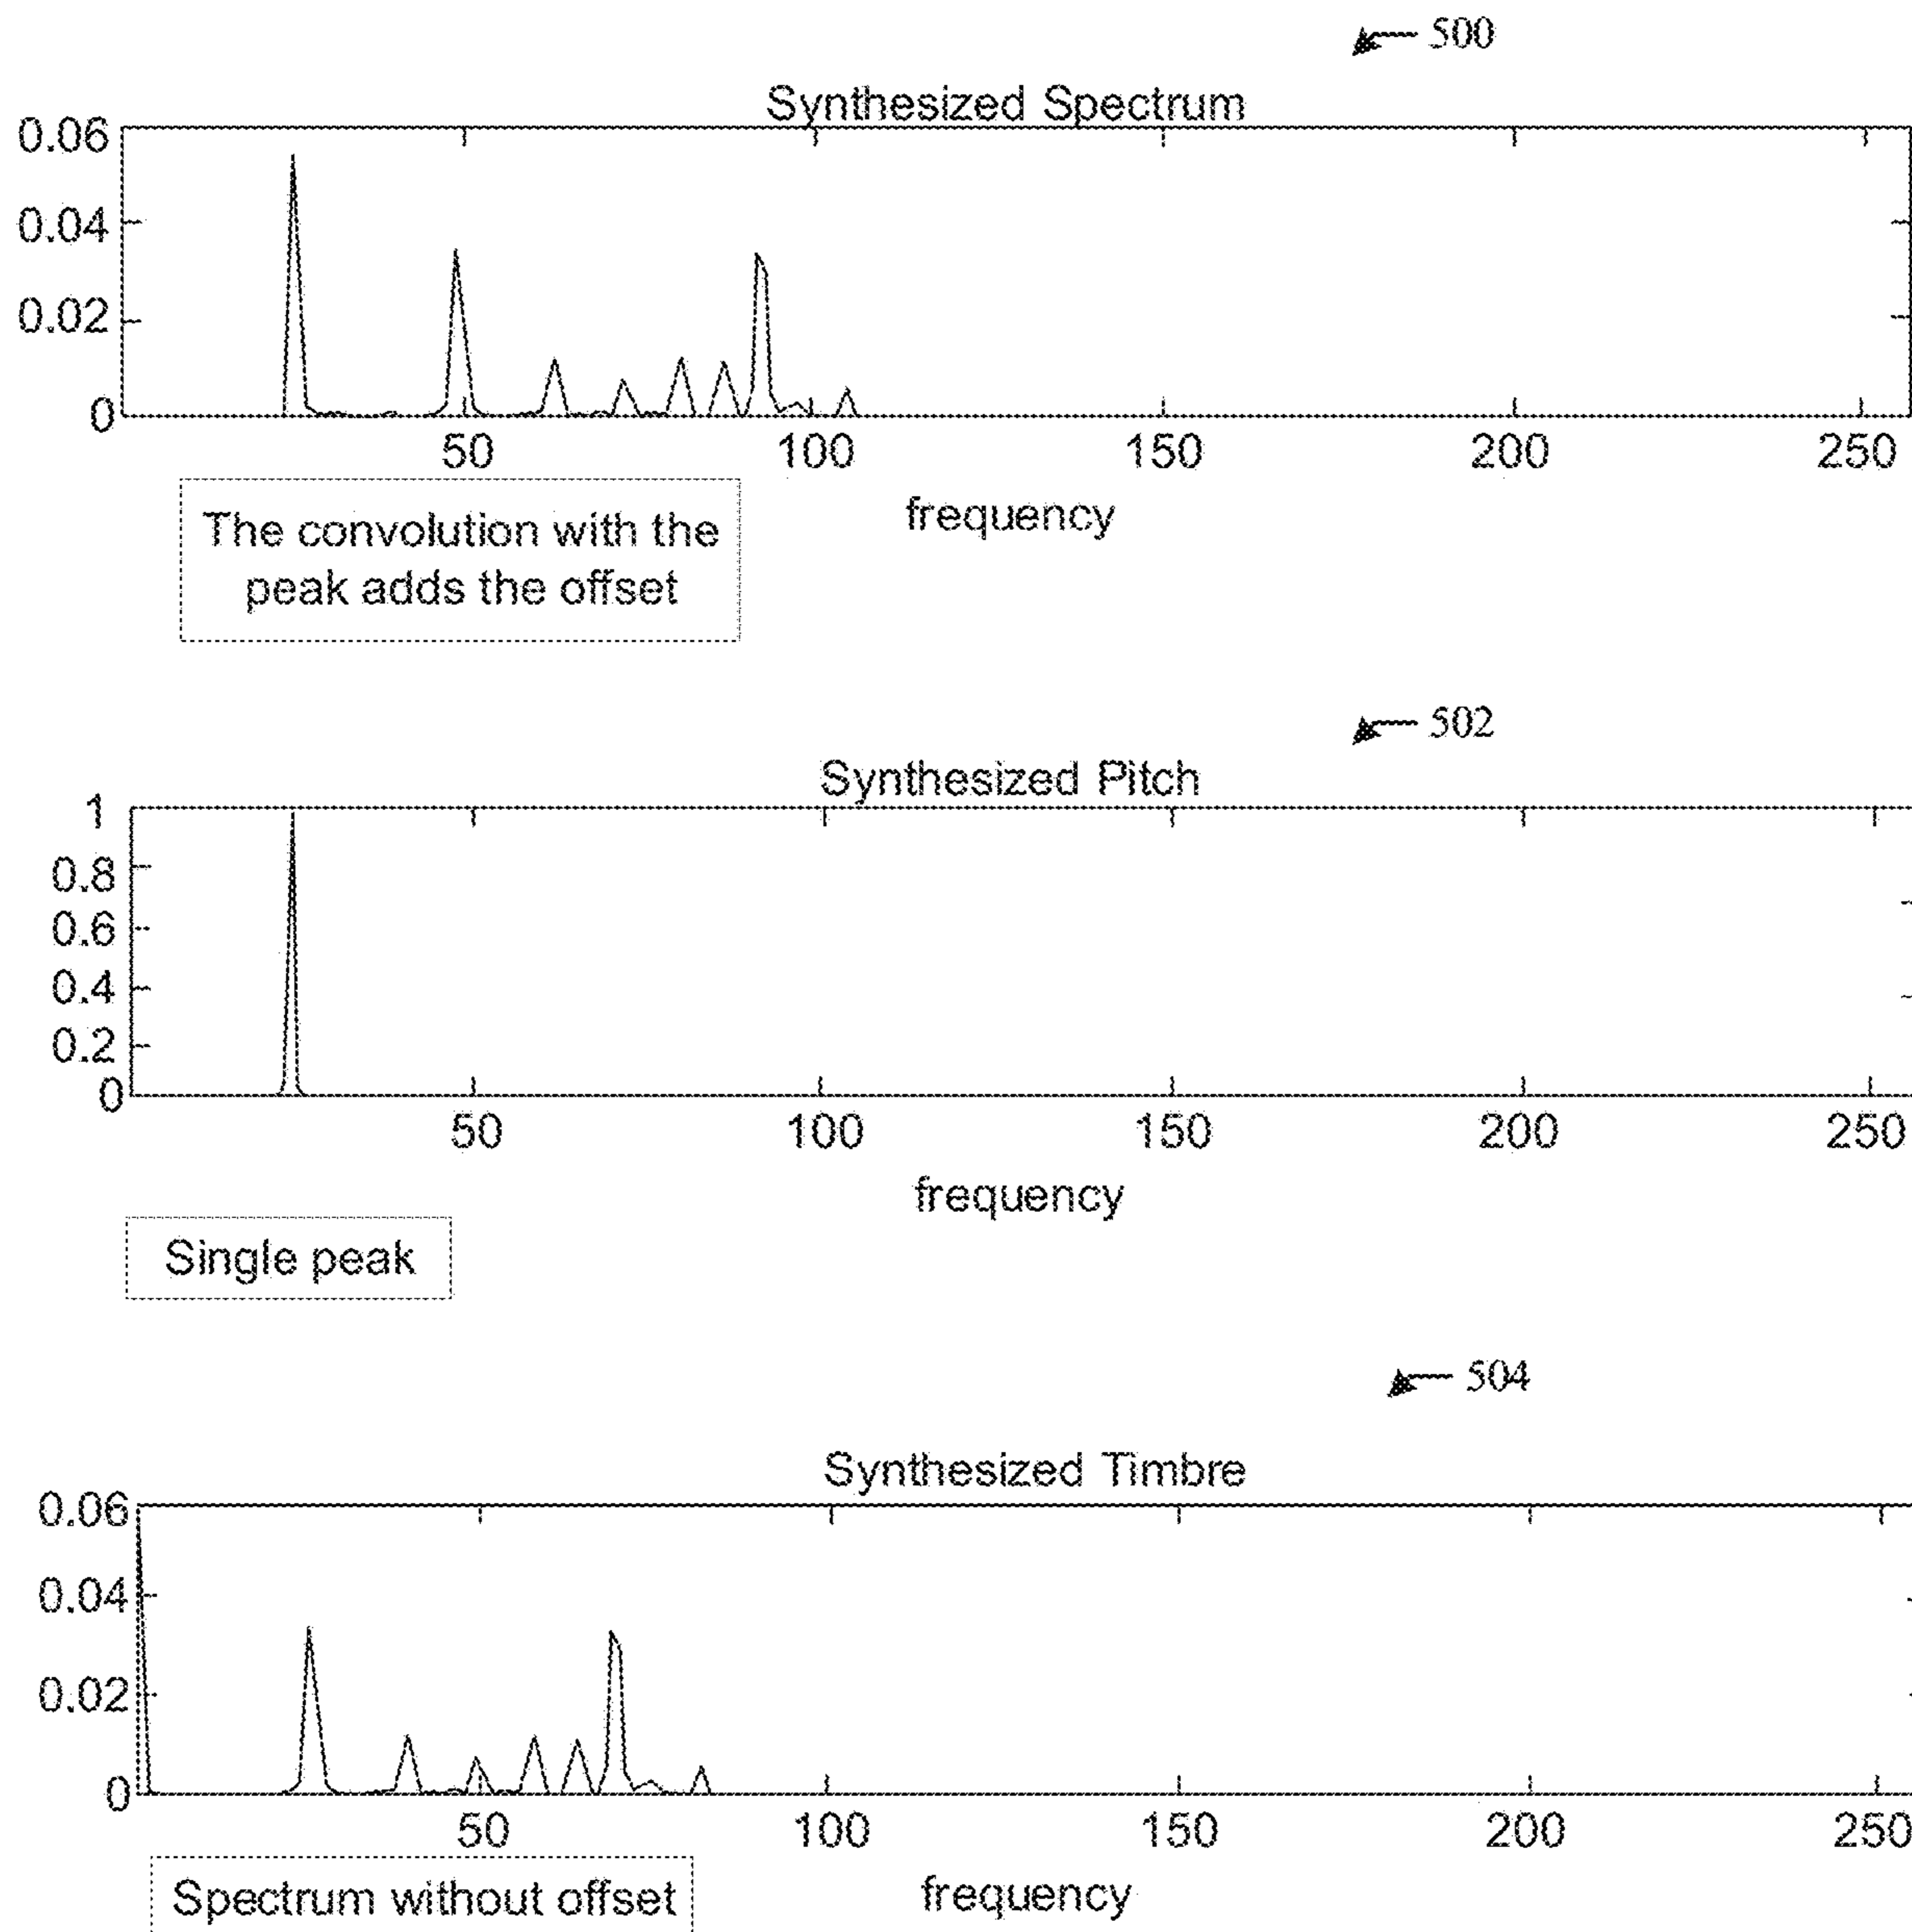 500
Synthesized Spectrum
0.06
0.04
0.02
0
50 100 150 200 250
frequency
The convolution with the
peak adds the offset
502
Synthesized Pitch
1
0.8
0.6
0.4
0.2
0
50 100 150 200 250
frequency
Single peak
504
Synthesized Timbre
0.06
0.04
0.02
0
50 100 150 200 250
frequency
Spectrum without offset